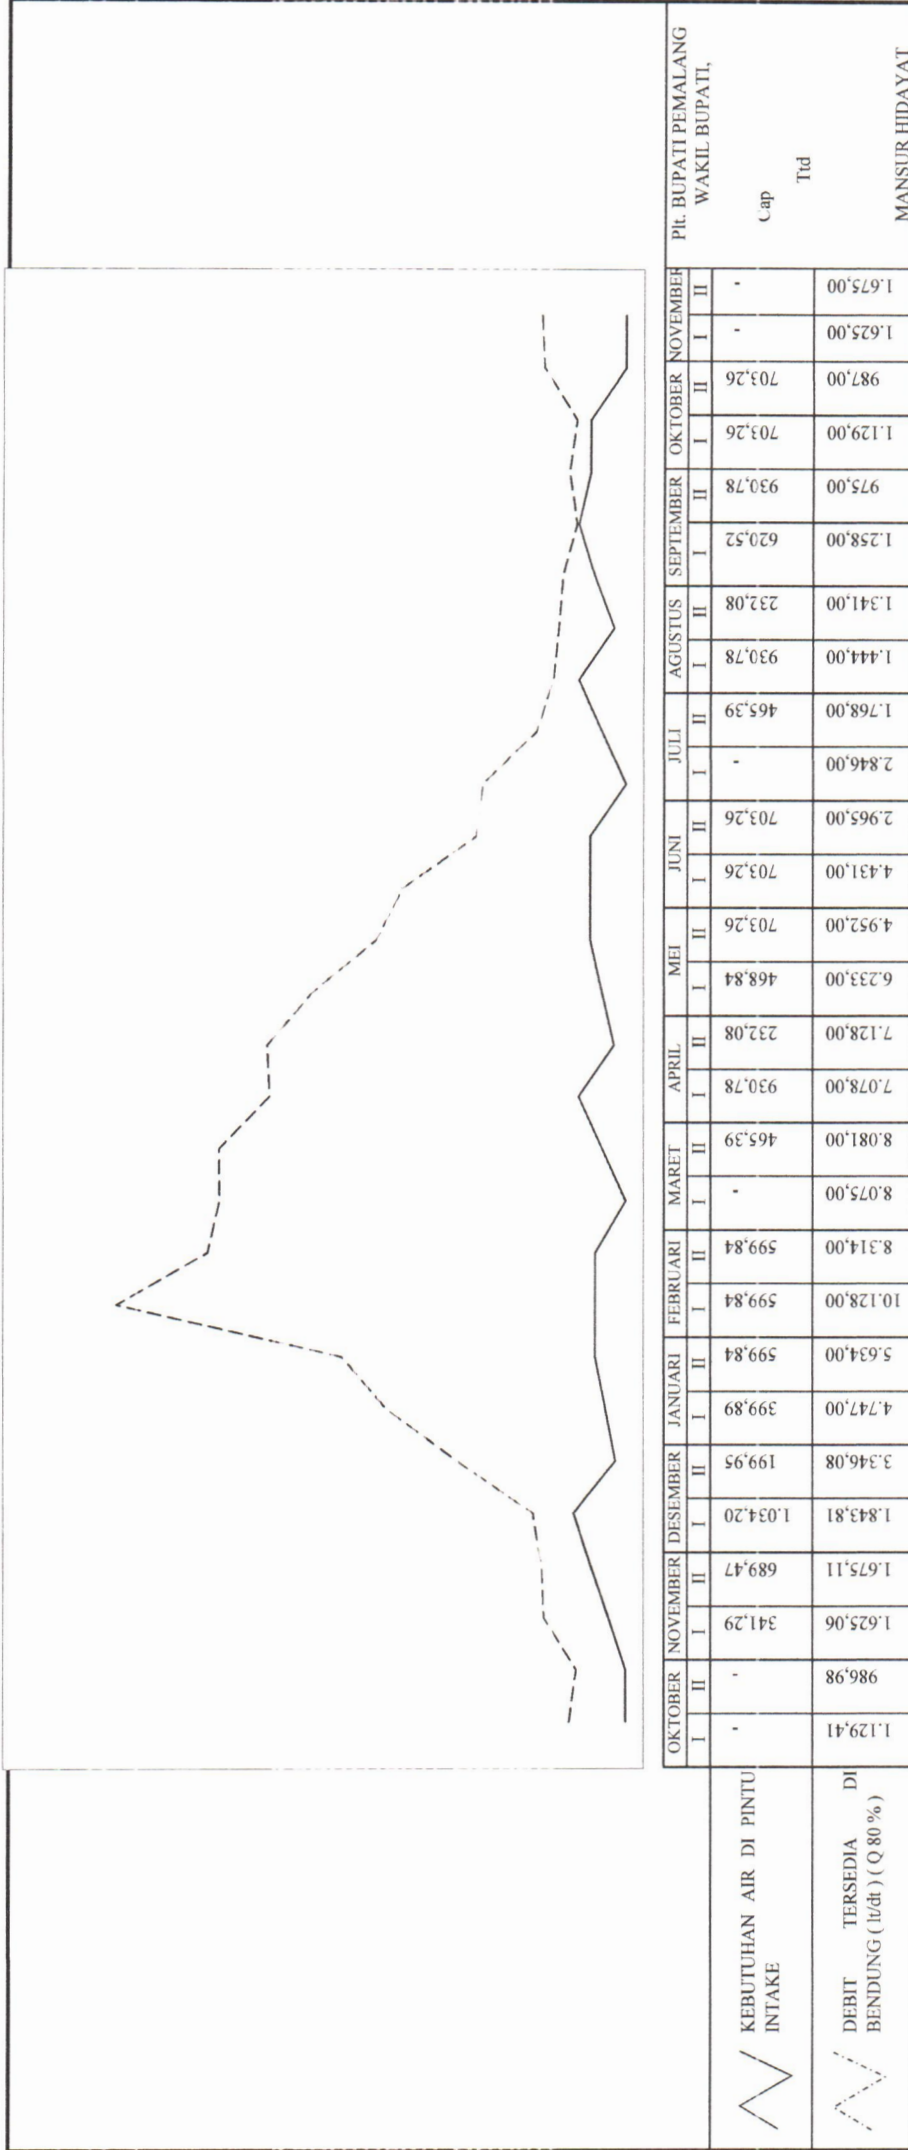 OKTOBER NOVEMBER DESEMBER JANUARI FEBRUARI MARET APRIL MEI JUNI JULI AGUSTUS SEPTEMBER OKTOBER NOVEMBER
I II I II I II I II I II I II I II I II I II I II I II I II I II I II
KEBUTUHAN AIR DI PINTU
INTAKE
- - 341,29 689,47 1.034,20 199,95 399,89 599,84 599,84 599,84 - 465,39 930,78 232,08 468,84 703,26 703,26 703,26 - 465,39 930,78 232,08 620,52 930,78 703,26 703,26 - -
DEBIT TERSEDIA DI
BENDUNG ( lt/dt ) ( Q 80 % )
1.129,41 986,98 1.625,06 1.675,11 1.843,81 3.346,08 4.747,00 5.634,00 10.128,00 8.314,00 8.075,00 8.081,00 7.078,00 7.128,00 6.233,00 4.952,00 4.431,00 2.965,00 2.846,00 1.768,00 1.444,00 1.341,00 1.258,00 975,00 1.129,00 987,00 1.625,00 1.675,00
Plt. BUPATI PEMALANG
WAKIL BUPATI,
Cap
Ttd
MANSUR HIDAYAT